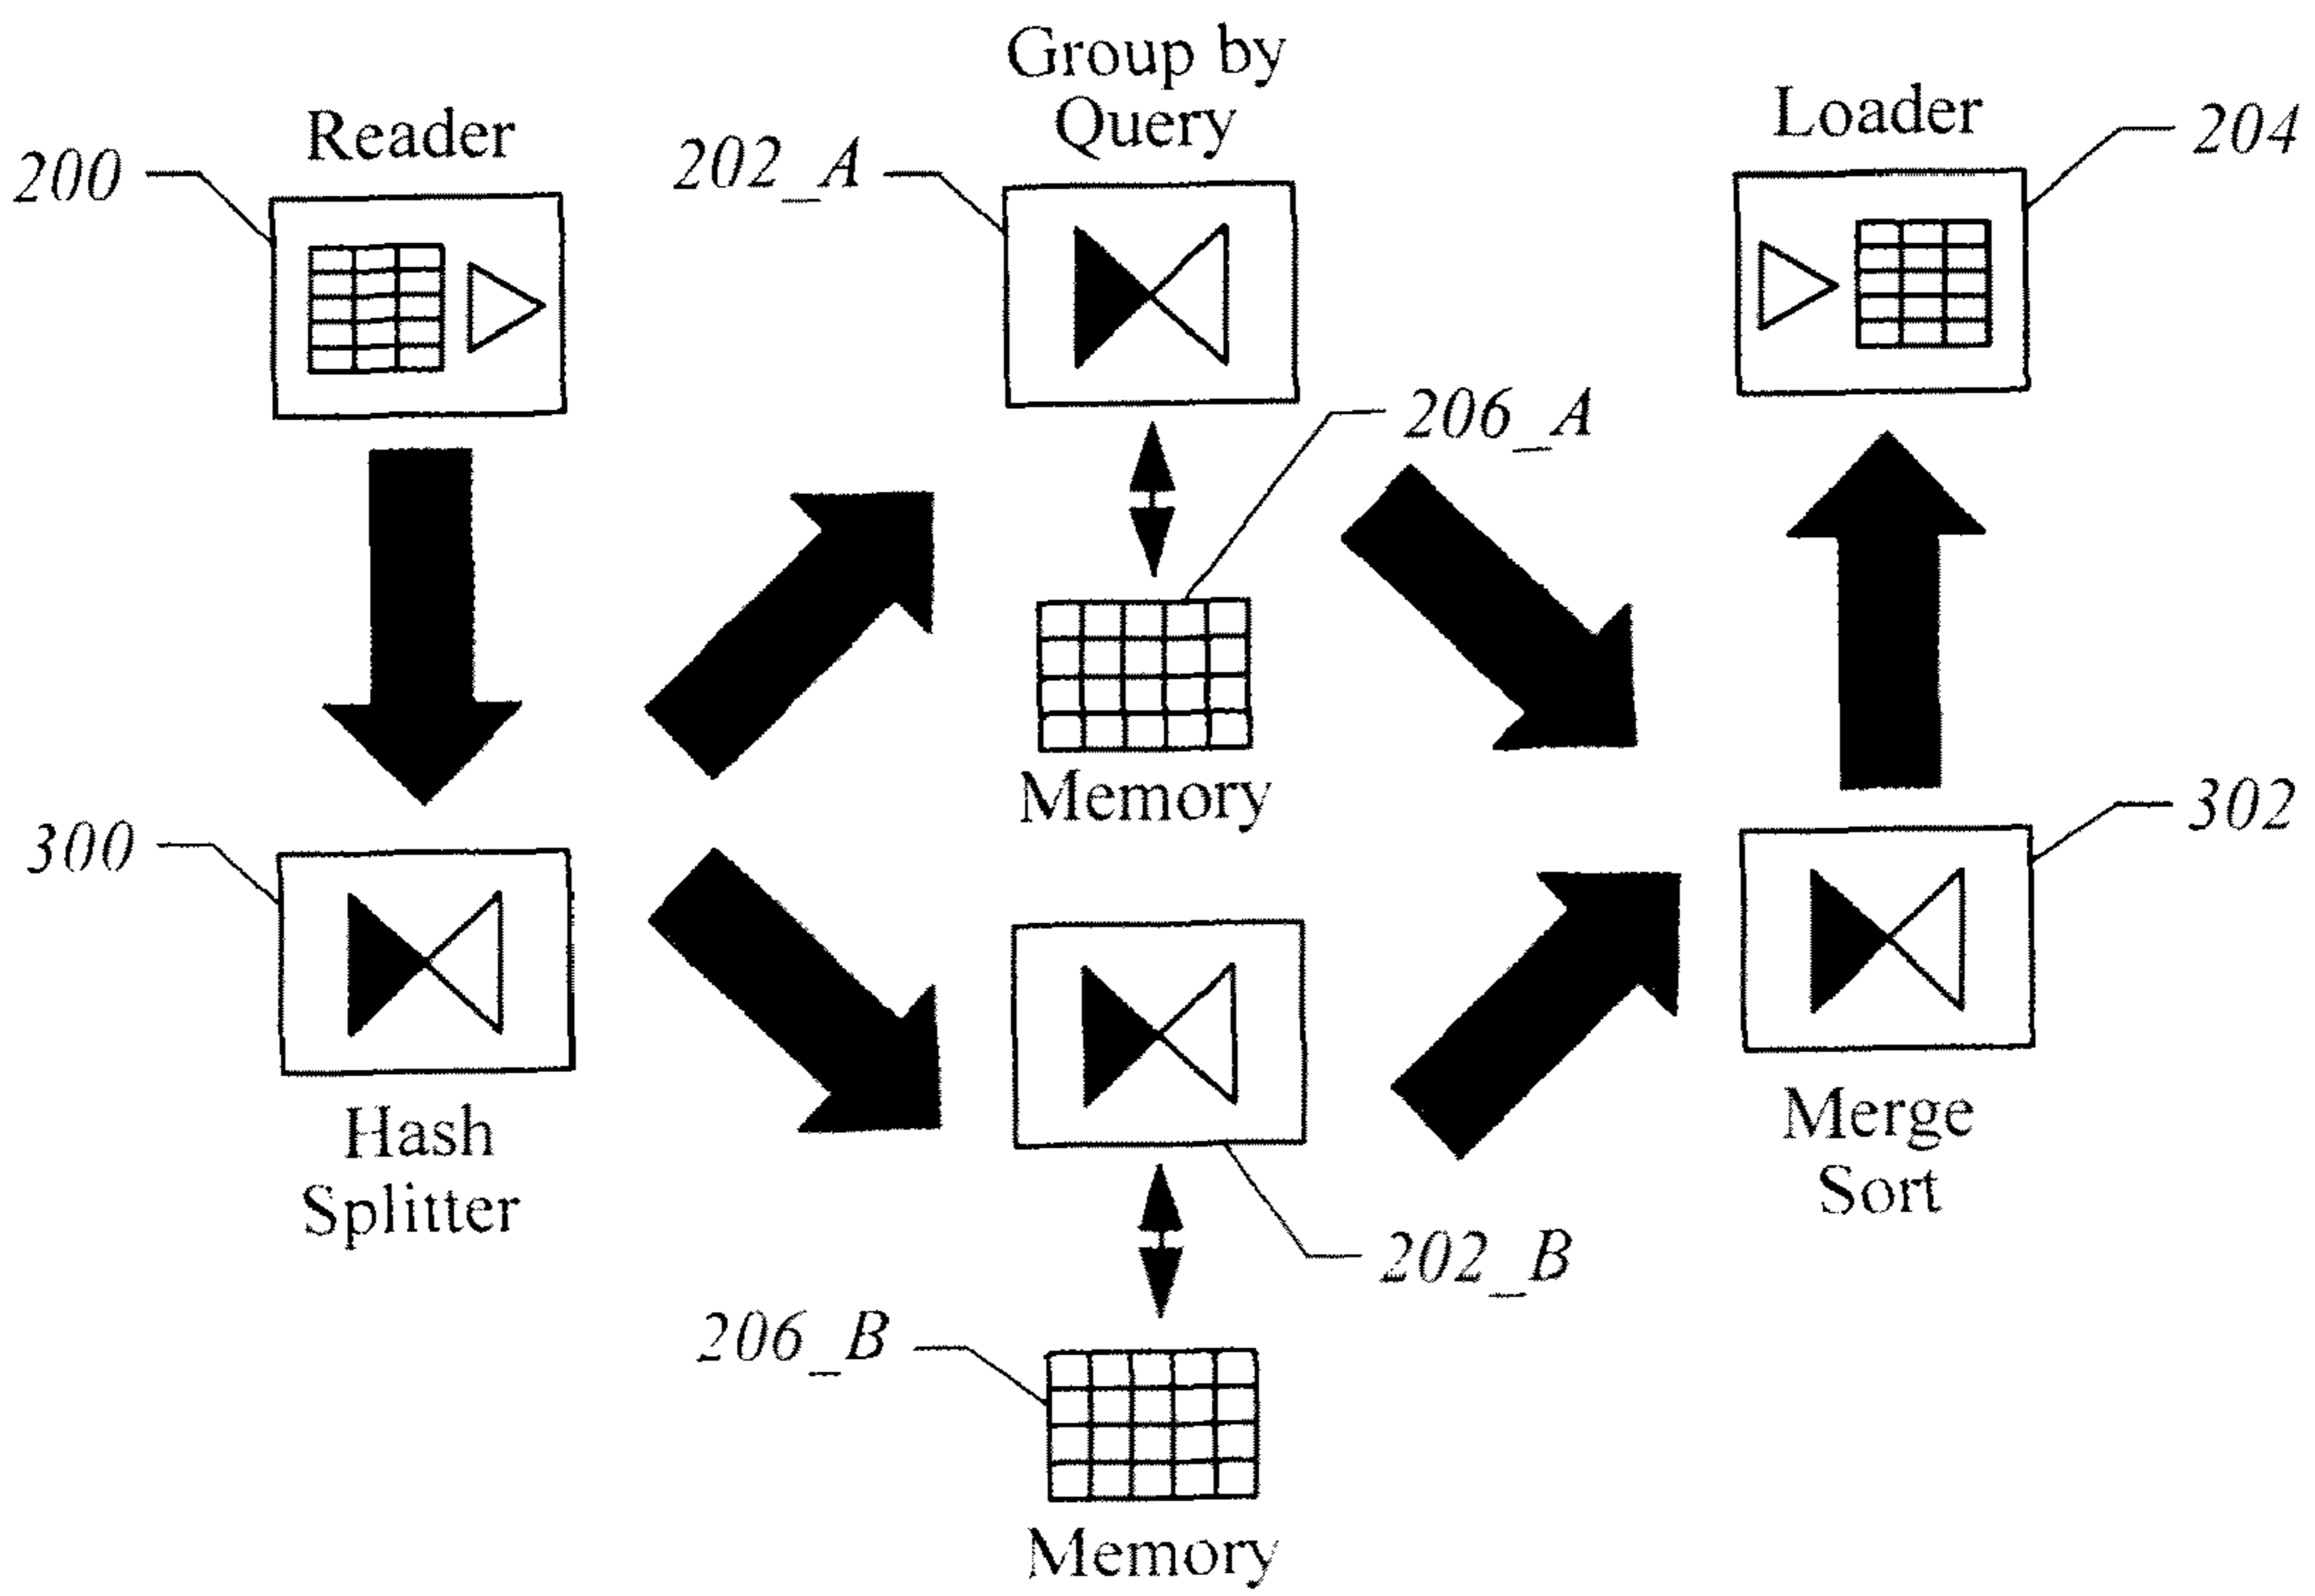 Group by
Query
Reader
Loader
200
202_A
204
206_A
Memory
300
302
Hash
Splitter
Merge
Sort
202_B
206_B
Memory